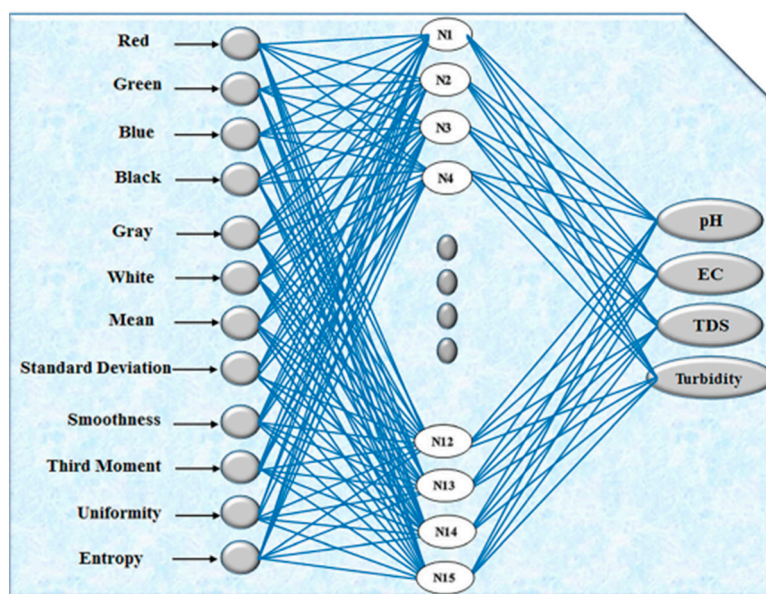 Red
Green
Blue
Black
Gray
White
Mean
Standard Deviation
Smoothness
Third Moment
Uniformity
Entropy
N1
N2
N3
N4
N12
N13
N14
N15
pH
EC
TDS
Turbidity